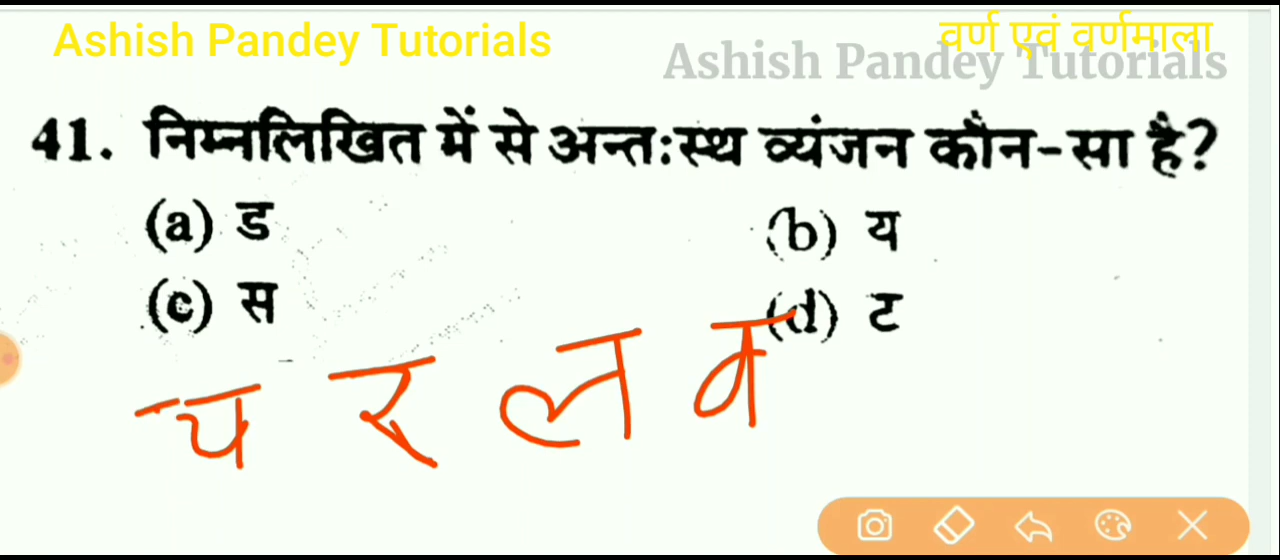 Ashish Pandey Tutorials
वर्ण एवं वर्णमाला
Ashish Pandey Tutorials
41. निम्नलिखित में से अन्तःस्थ व्यंजन कौन-सा है?
(a) ड (b) य
(c) स (d) ट
य र ल व